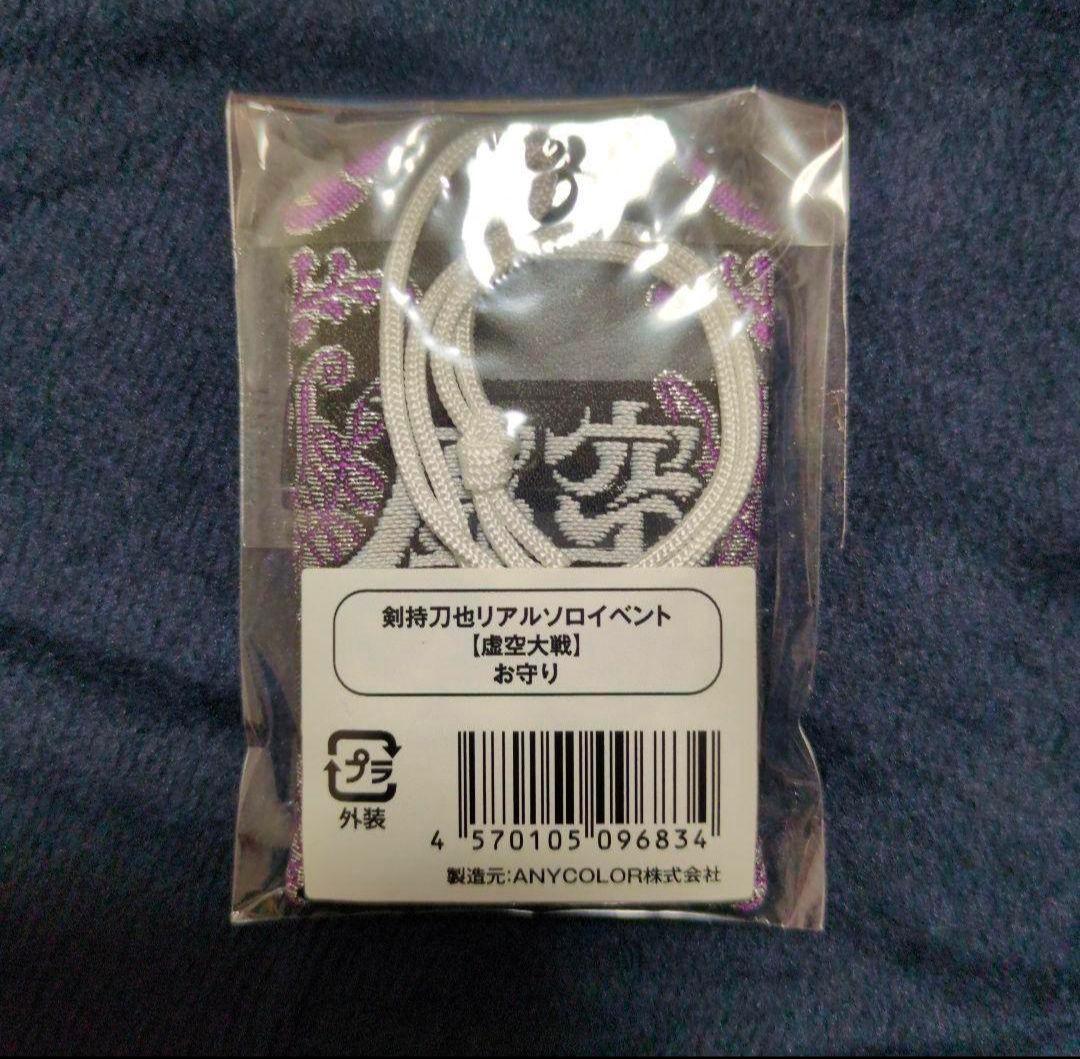 虚空
剣持刀也リアルソロイベント
【虚空大戦】
お守り
プラ
外装
4 570105 096834
製造元:ANYCOLOR株式会社